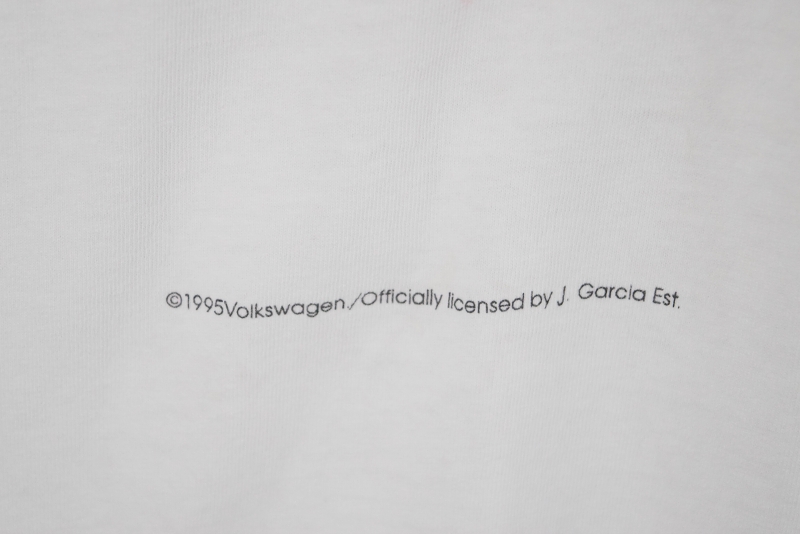 ©1995Volkswagen./Officially licensed by J. Garcia Est.